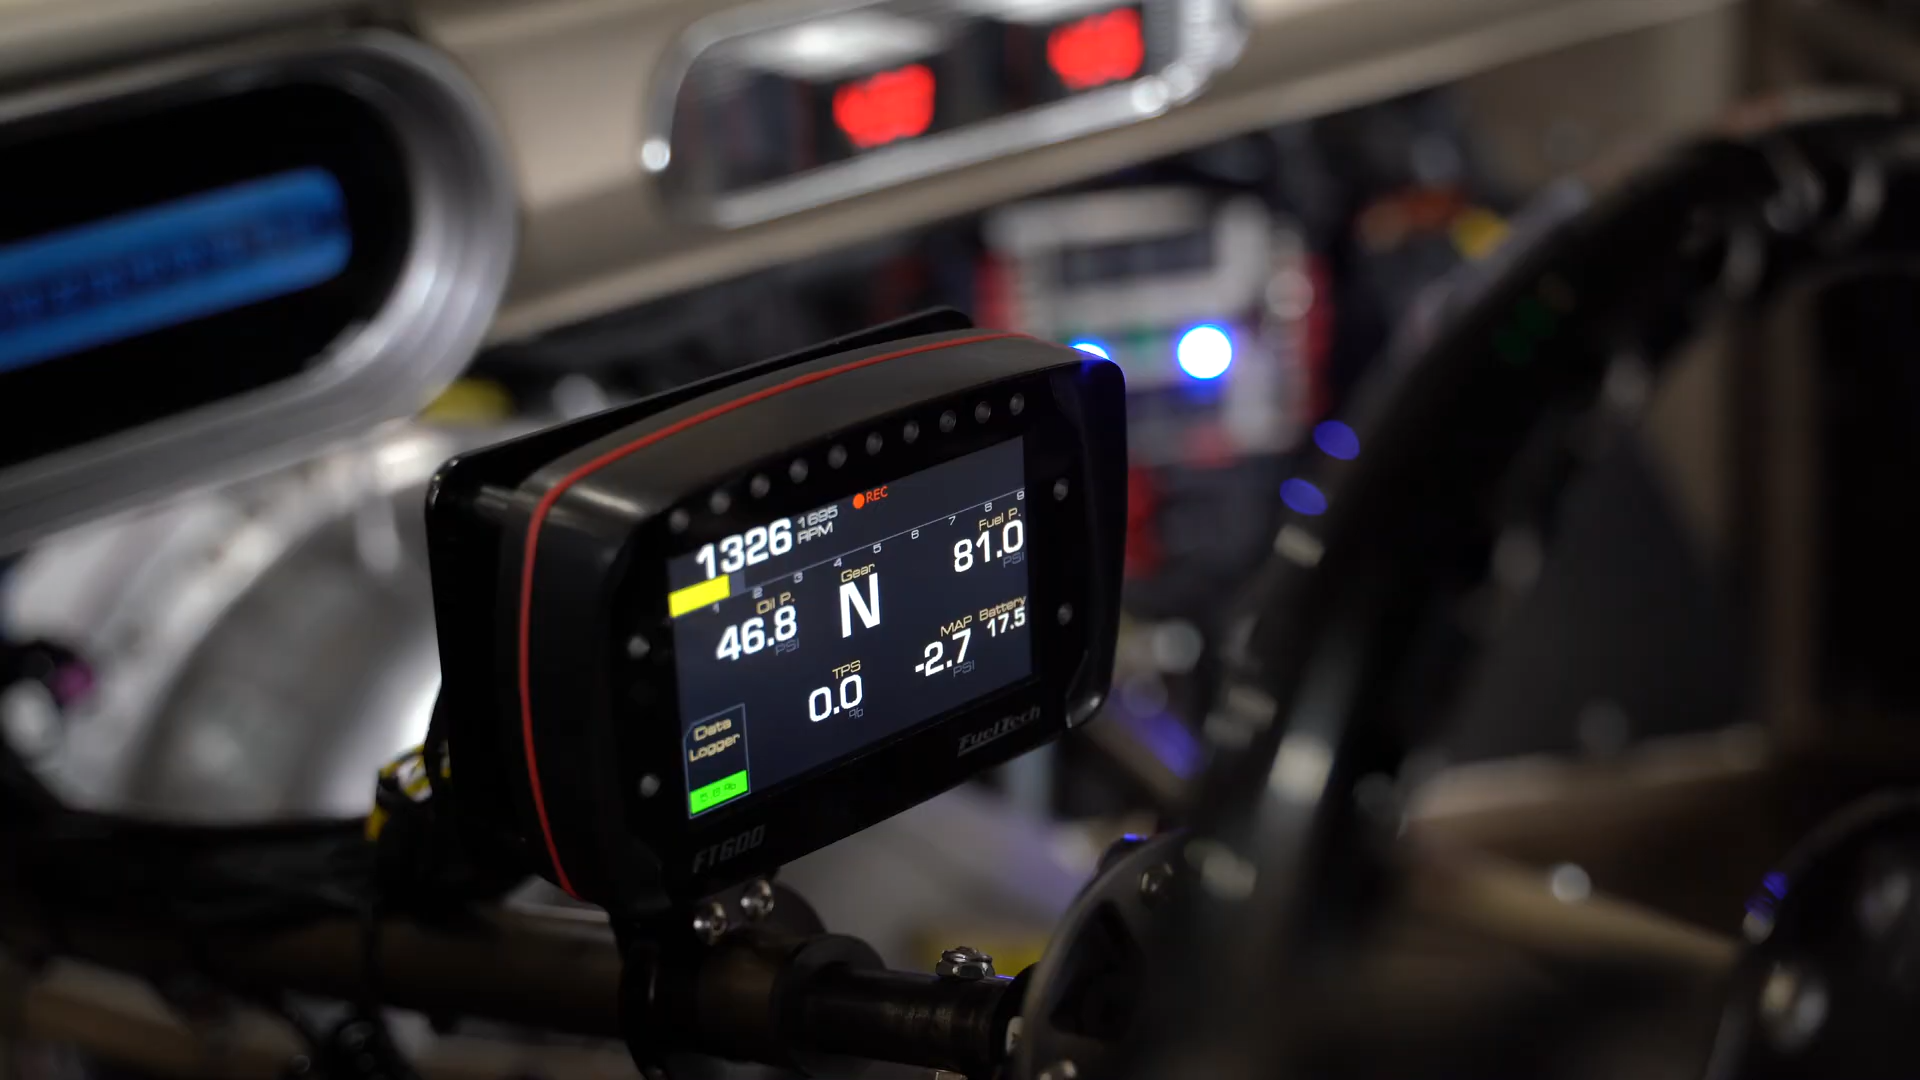 REC
1326 1695
RPM
1 2 3 4 5 6 7 8 9
Oil P.
46.8
PSI
Gear
N
Fuel P.
81.0
PSI
TPS
0.0
%
MAP
-2.7
PSI
Battery
17.5
Data
Logger
FuelTech
FT600